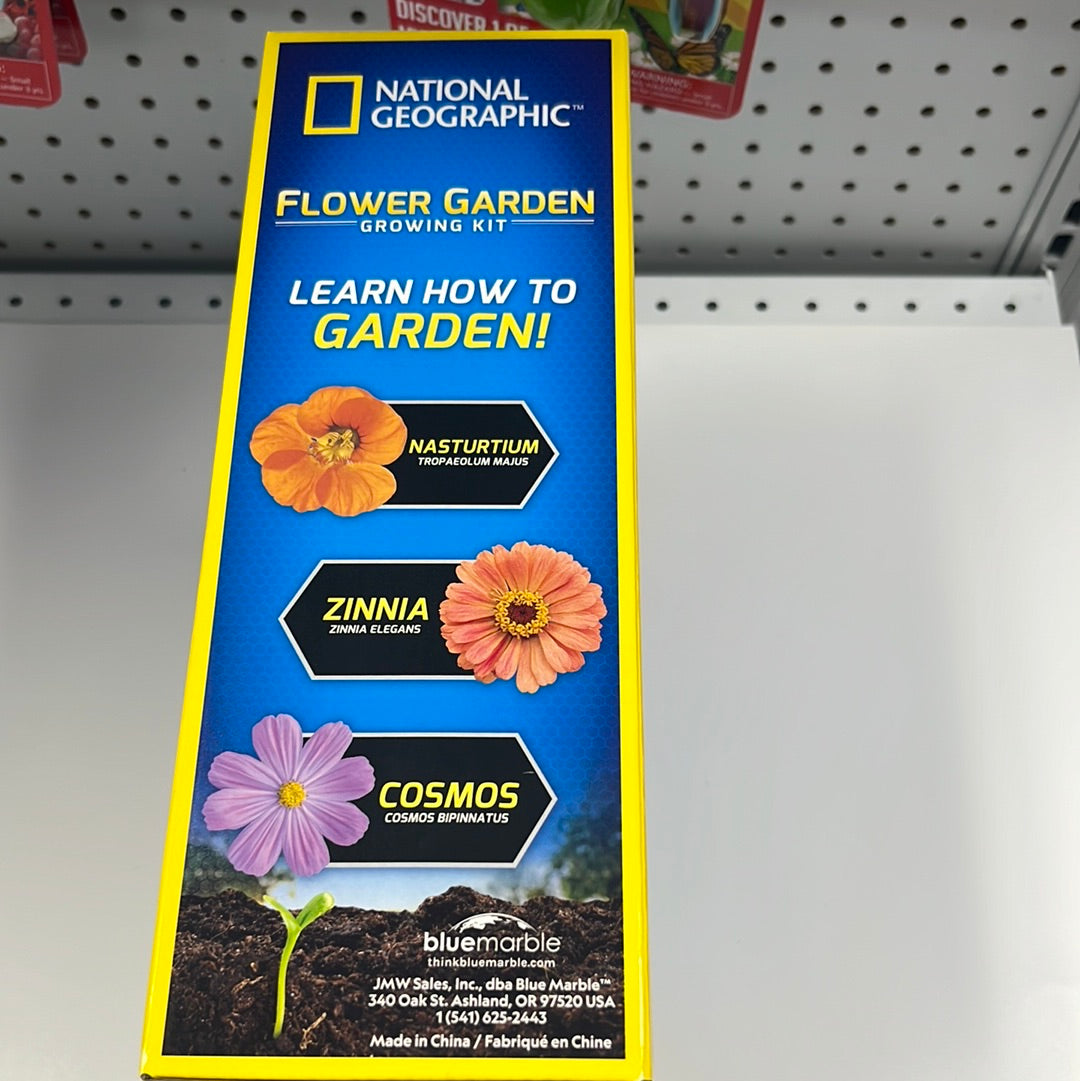 DISCOVER
WARNING:
NATIONAL
GEOGRAPHIC™
FLOWER GARDEN
GROWING KIT
LEARN HOW TO
GARDEN!
NASTURTIUM
TROPAEOLUM MAJUS
ZINNIA
ZINNIA ELEGANS
COSMOS
COSMOS BIPINNATUS
bluemarble
thinkbluemarble.com
JMW Sales, Inc., dba Blue Marble™
340 Oak St. Ashland, OR 97520 USA
1 (541) 625-2443
Made in China / Fabriqué en Chine